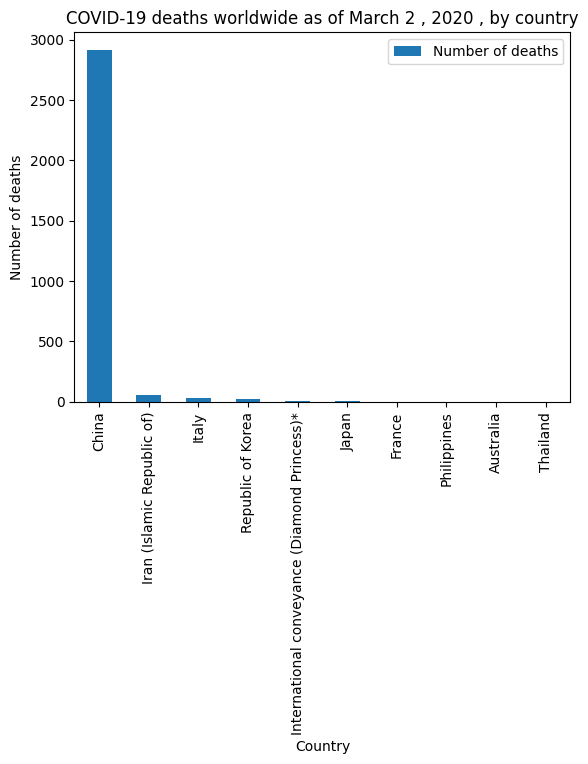 COVID-19 deaths worldwide as of March 2 , 2020 , by country
Number of deaths
Number of deaths
3000
2500
2000
1500
1000
500
0
China
Iran (Islamic Republic of)
Italy
Republic of Korea
International conveyance (Diamond Princess)*
Japan
France
Philippines
Australia
Thailand
Country